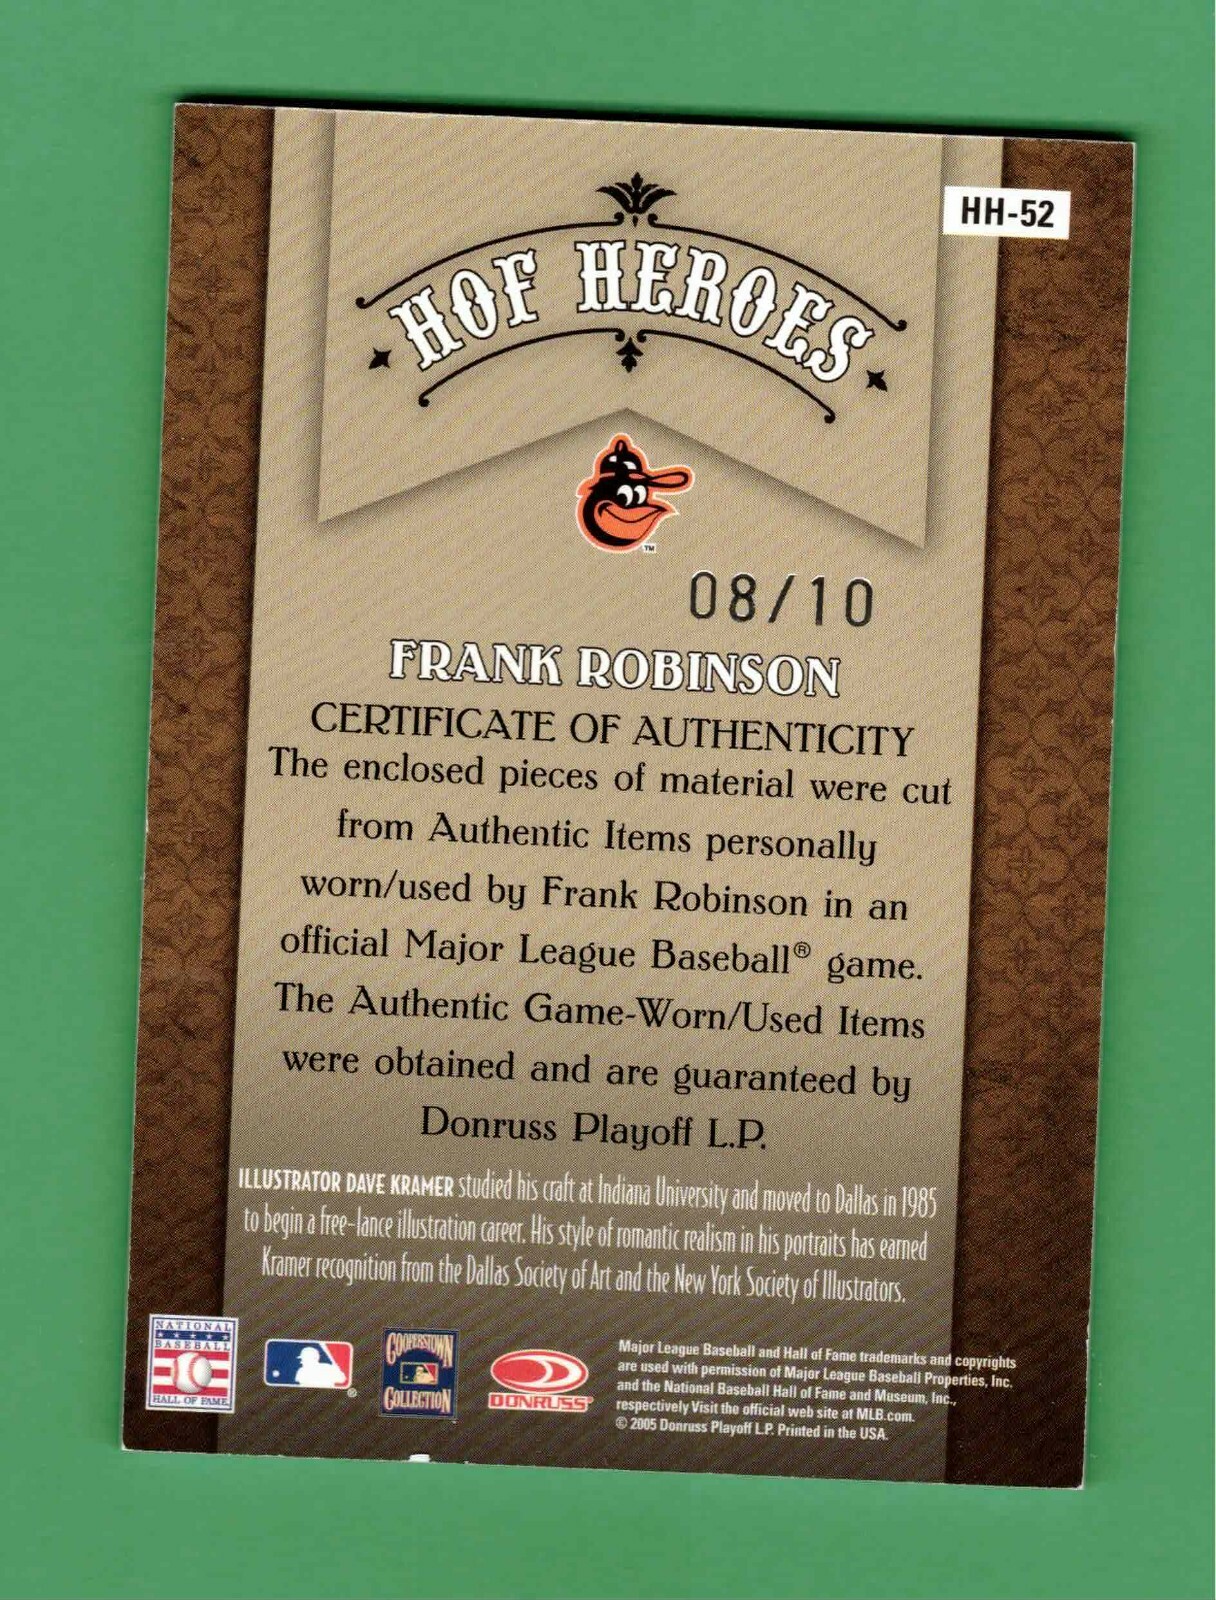 HH-52
HOF HEROES
TM
08/10
FRANK ROBINSON
CERTIFICATE OF AUTHENTICITY
The enclosed pieces of material were cut
from Authentic Items personally
worn/used by Frank Robinson in an
official Major League Baseball® game.
The Authentic Game-Worn/Used Items
were obtained and are guaranteed by
Donruss Playoff L.P.
ILLUSTRATOR DAVE KRAMER studied his craft at Indiana University and moved to Dallas in 1985
to begin a free-lance illustration career. His style of romantic realism in his portraits has earned
Kramer recognition from the Dallas Society of Art and the New York Society of Illustrators.
NATIONAL
BASEBALL
HALL OF FAME
®
COOPERSTOWN
COLLECTION
DONRUSS
Major League Baseball and Hall of Fame trademarks and copyrights
are used with permission of Major League Baseball Properties, Inc.
and the National Baseball Hall of Fame and Museum, Inc.,
respectively Visit the official web site at MLB.com.
© 2005 Donruss Playoff L.P. Printed in the USA.